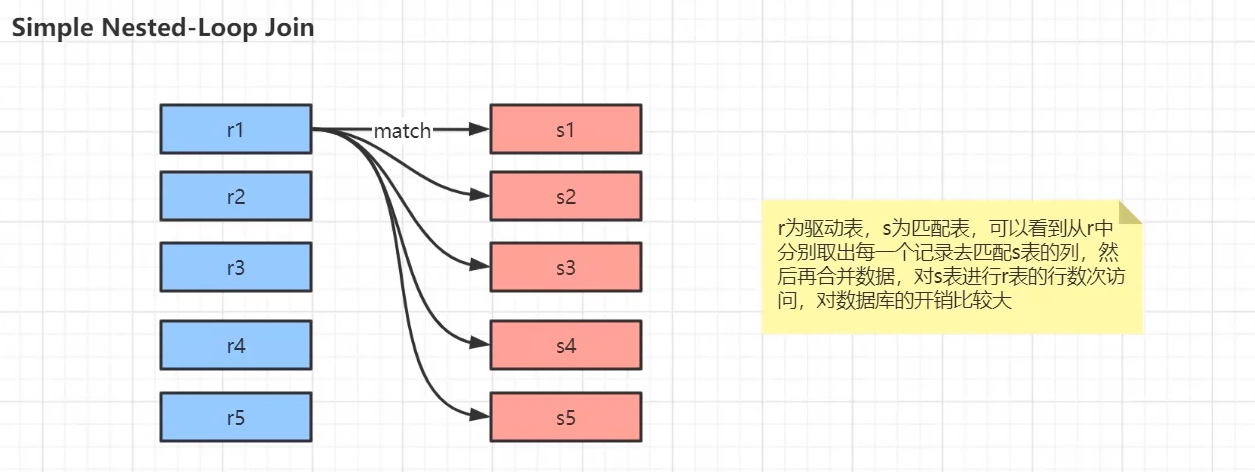 Simple Nested-Loop Join
r1
match
s1
r2
s2
r3
s3
r4
s4
r5
s5
r为驱动表，s为匹配表，可以看到从r中
分别取出每一个记录去匹配s表的列，然
后再合并数据，对s表进行r表的行数次访
问，对数据库的开销比较大